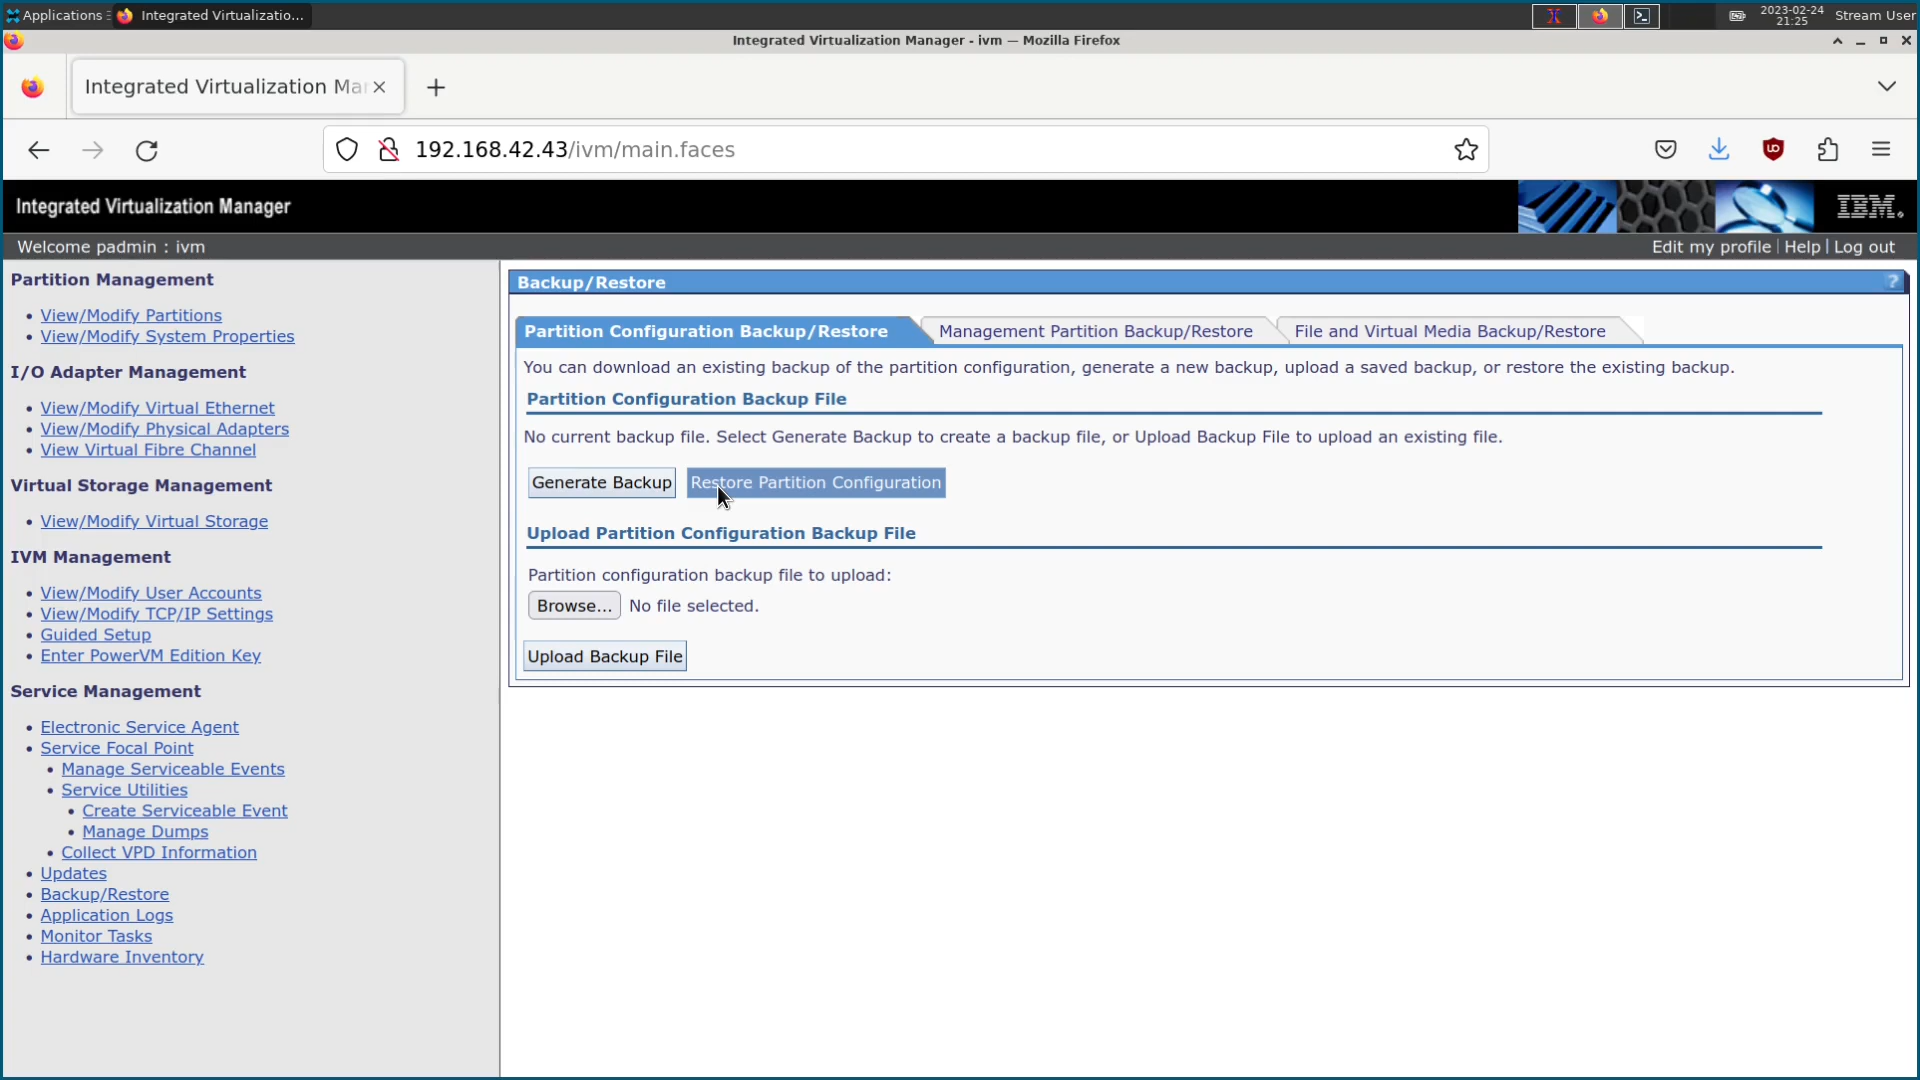 Applications
Integrated Virtualizatio...
2023-02-24
21:25
Stream User
Integrated Virtualization Manager - ivm — Mozilla Firefox
Integrated Virtualization Ma
192.168.42.43/ivm/main.faces
Integrated Virtualization Manager
IBM.
Welcome padmin : ivm
Edit my profile | Help | Log out
Partition Management
• View/Modify Partitions
• View/Modify System Properties
I/O Adapter Management
• View/Modify Virtual Ethernet
• View/Modify Physical Adapters
• View Virtual Fibre Channel
Virtual Storage Management
• View/Modify Virtual Storage
IVM Management
• View/Modify User Accounts
• View/Modify TCP/IP Settings
• Guided Setup
• Enter PowerVM Edition Key
Service Management
• Electronic Service Agent
• Service Focal Point
• Manage Serviceable Events
• Service Utilities
• Create Serviceable Event
• Manage Dumps
• Collect VPD Information
• Updates
• Backup/Restore
• Application Logs
• Monitor Tasks
• Hardware Inventory
Backup/Restore
?
Partition Configuration Backup/Restore
Management Partition Backup/Restore
File and Virtual Media Backup/Restore
You can download an existing backup of the partition configuration, generate a new backup, upload a saved backup, or restore the existing backup.
Partition Configuration Backup File
No current backup file. Select Generate Backup to create a backup file, or Upload Backup File to upload an existing file.
Generate Backup
Restore Partition Configuration
Upload Partition Configuration Backup File
Partition configuration backup file to upload:
Browse... No file selected.
Upload Backup File